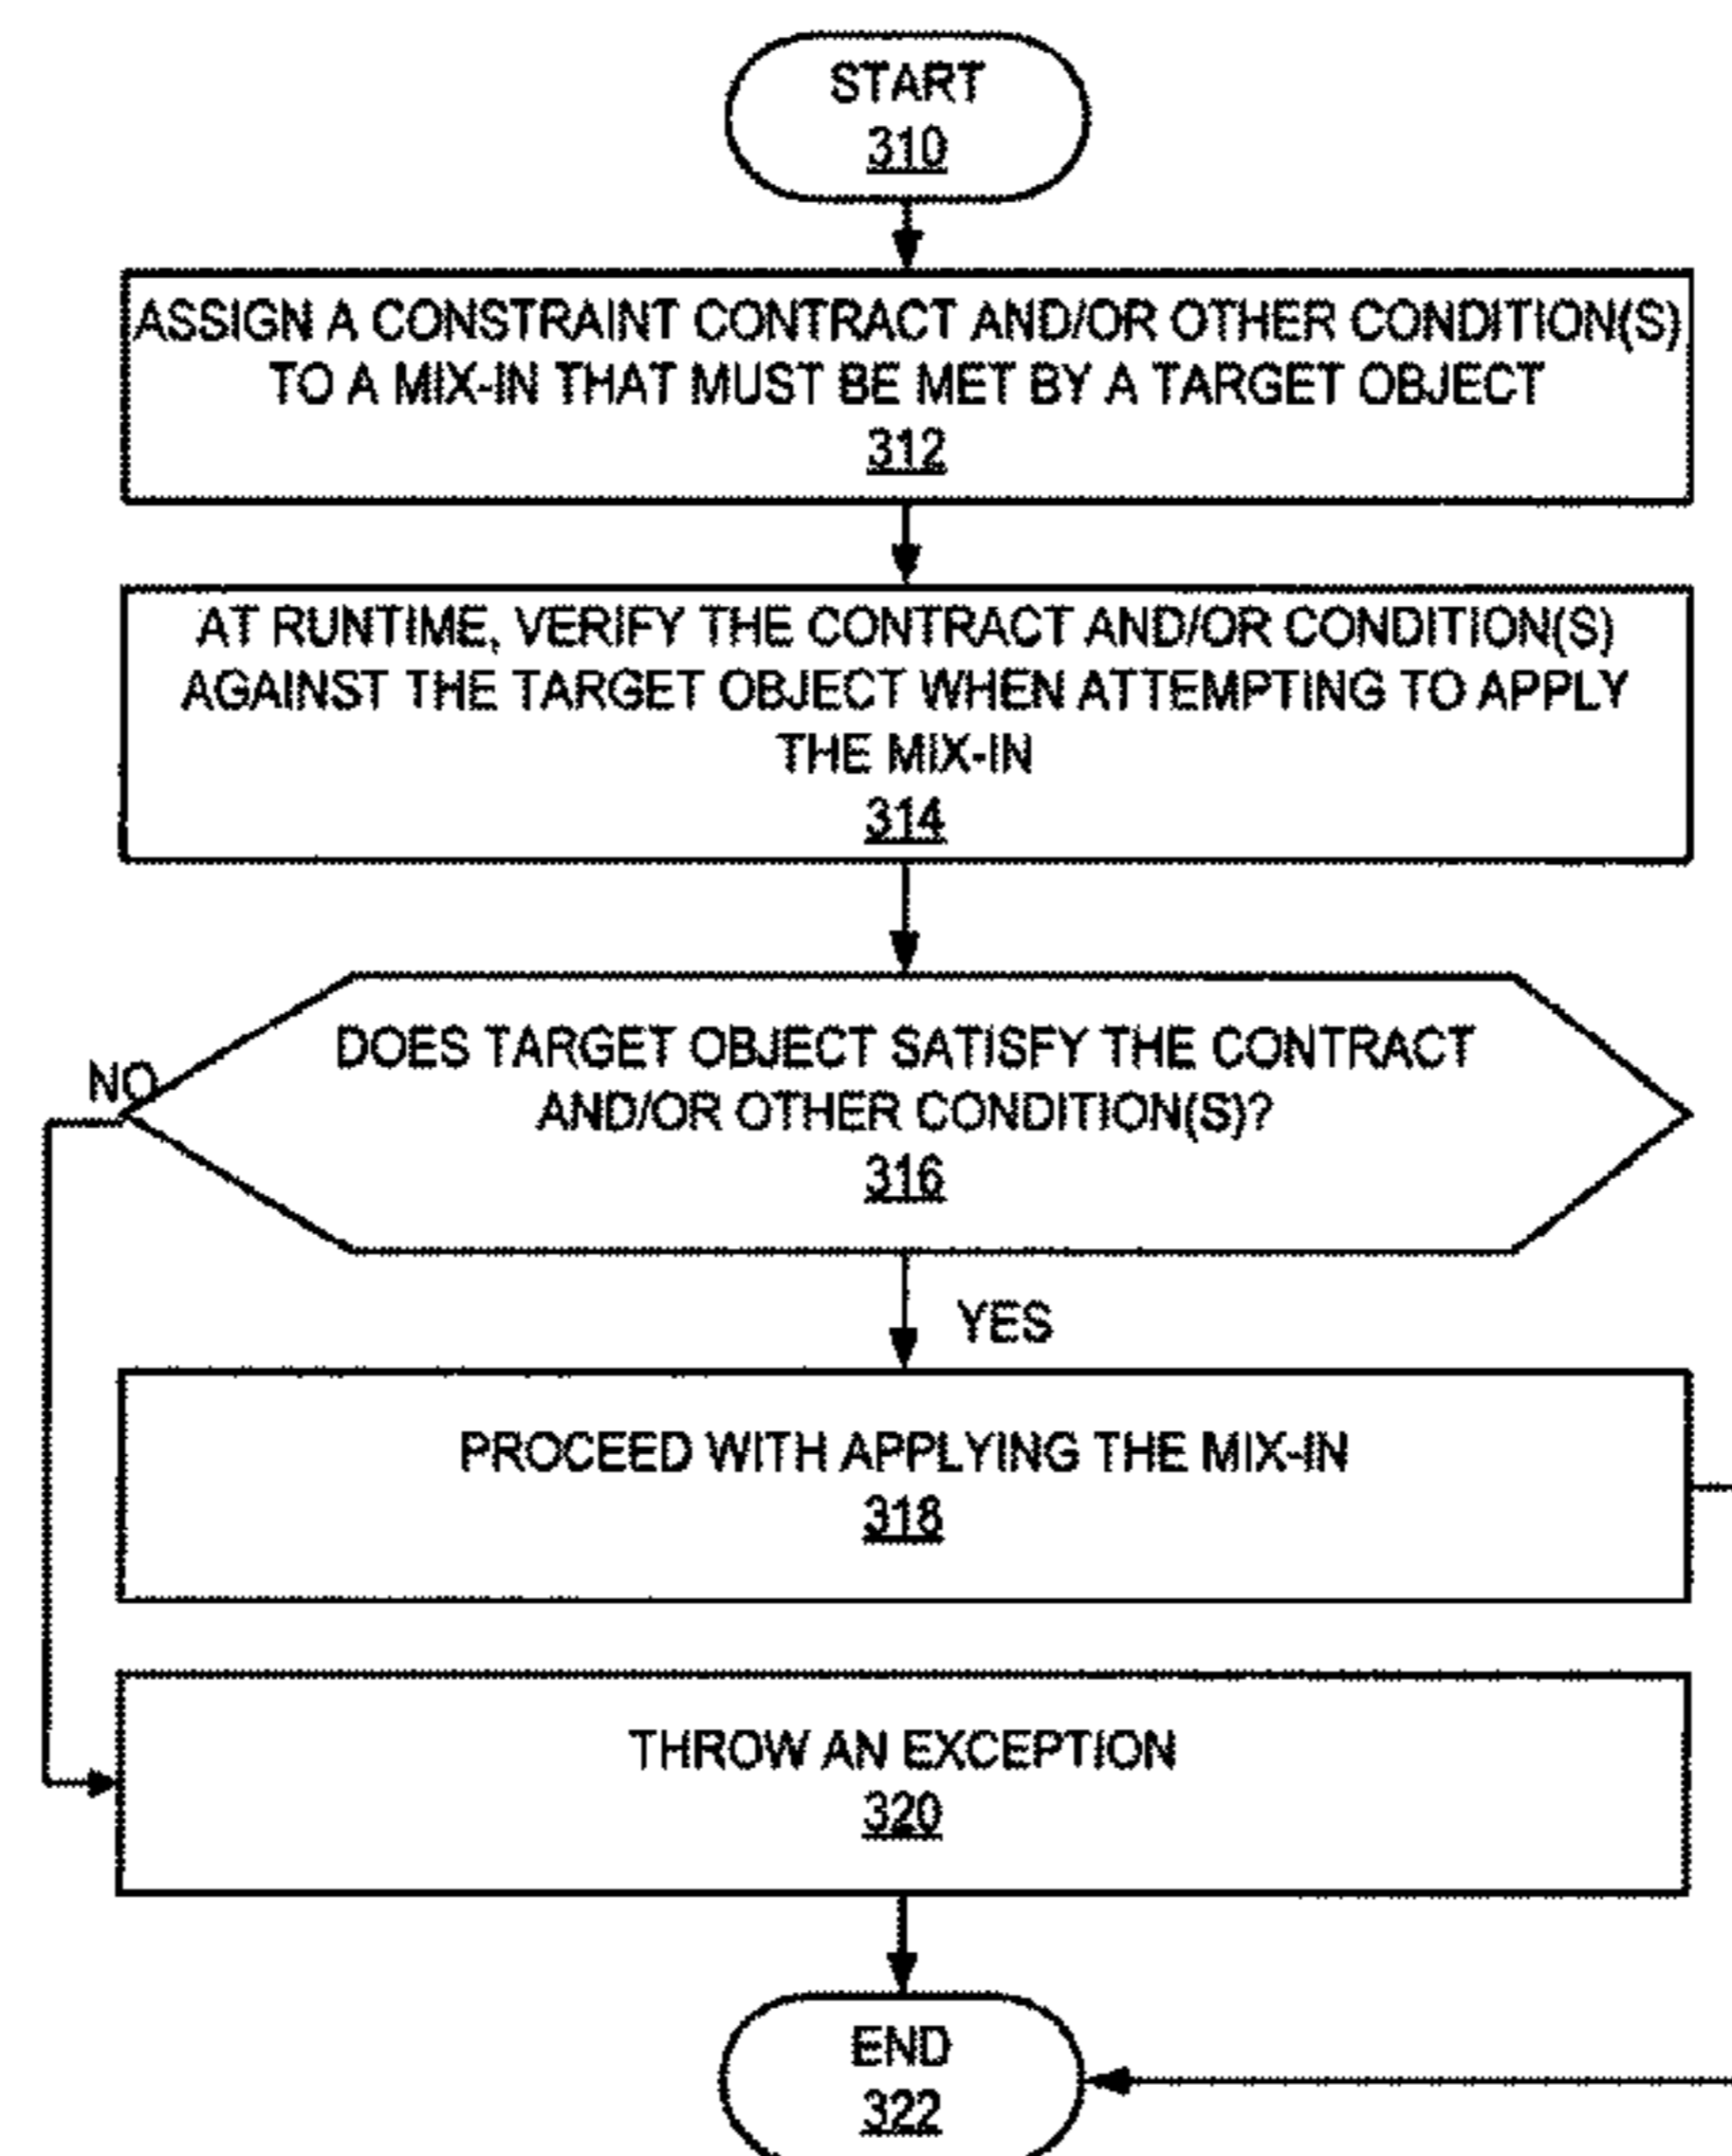 START
310
ASSIGN A CONSTRAINT CONTRACT AND/OR OTHER CONDITION(S)
TO A MIX-IN THAT MUST BE MET BY A TARGET OBJECT
312
AT RUNTIME, VERIFY THE CONTRACT AND/OR CONDITION(S)
AGAINST THE TARGET OBJECT WHEN ATTEMPTING TO APPLY
THE MIX-IN
314
DOES TARGET OBJECT SATISFY THE CONTRACT
AND/OR OTHER CONDITION(S)?
316
NO
YES
PROCEED WITH APPLYING THE MIX-IN
318
THROW AN EXCEPTION
320
END
322